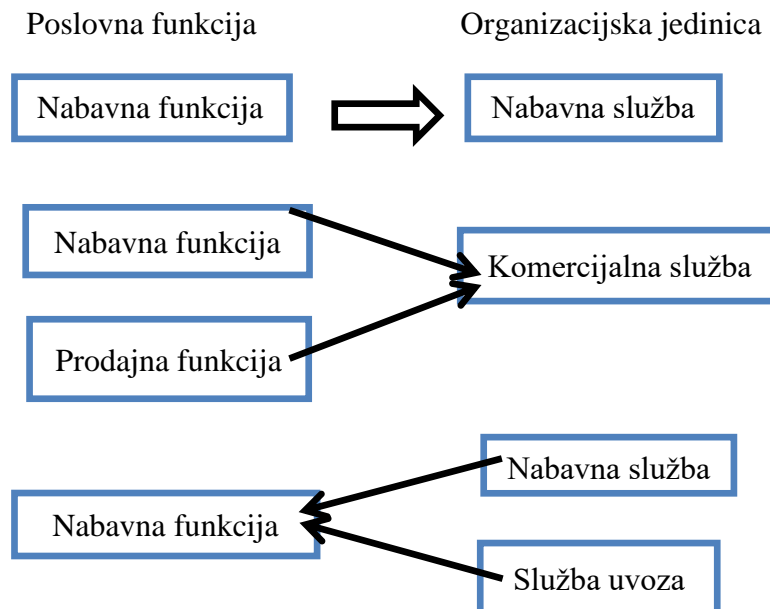 Poslovna funkcija
Organizacijska jedinica
Nabavna funkcija
Nabavna služba
Nabavna funkcija
Komercijalna služba
Prodajna funkcija
Nabavna služba
Nabavna funkcija
Služba uvoza